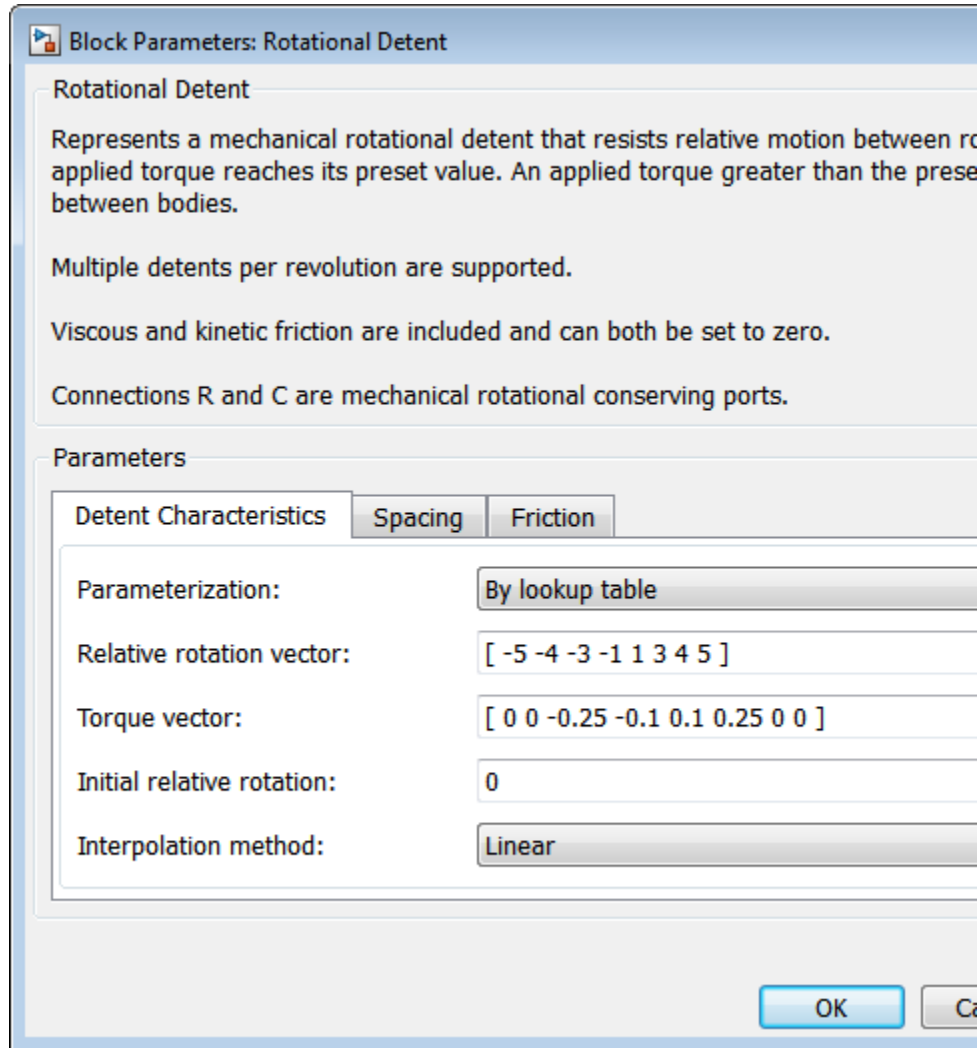 Block Parameters: Rotational Detent
Rotational Detent
Represents a mechanical rotational detent that resists relative motion between
applied torque reaches its preset value. An applied torque greater than the
between bodies.
Multiple detents per revolution are supported.
Viscous and kinetic friction are included and can both be set to zero.
Connections R and C are mechanical rotational conserving ports.
Parameters
Detent Characteristics Spacing Friction
Parameterization: By lookup table
Relative rotation vector: [ -5 -4 -3 -1 1 3 4 5 ]
Torque vector: [ 0 0 -0.25 -0.1 0.1 0.25 0 0 ]
Initial relative rotation: 0
Interpolation method: Linear
OK